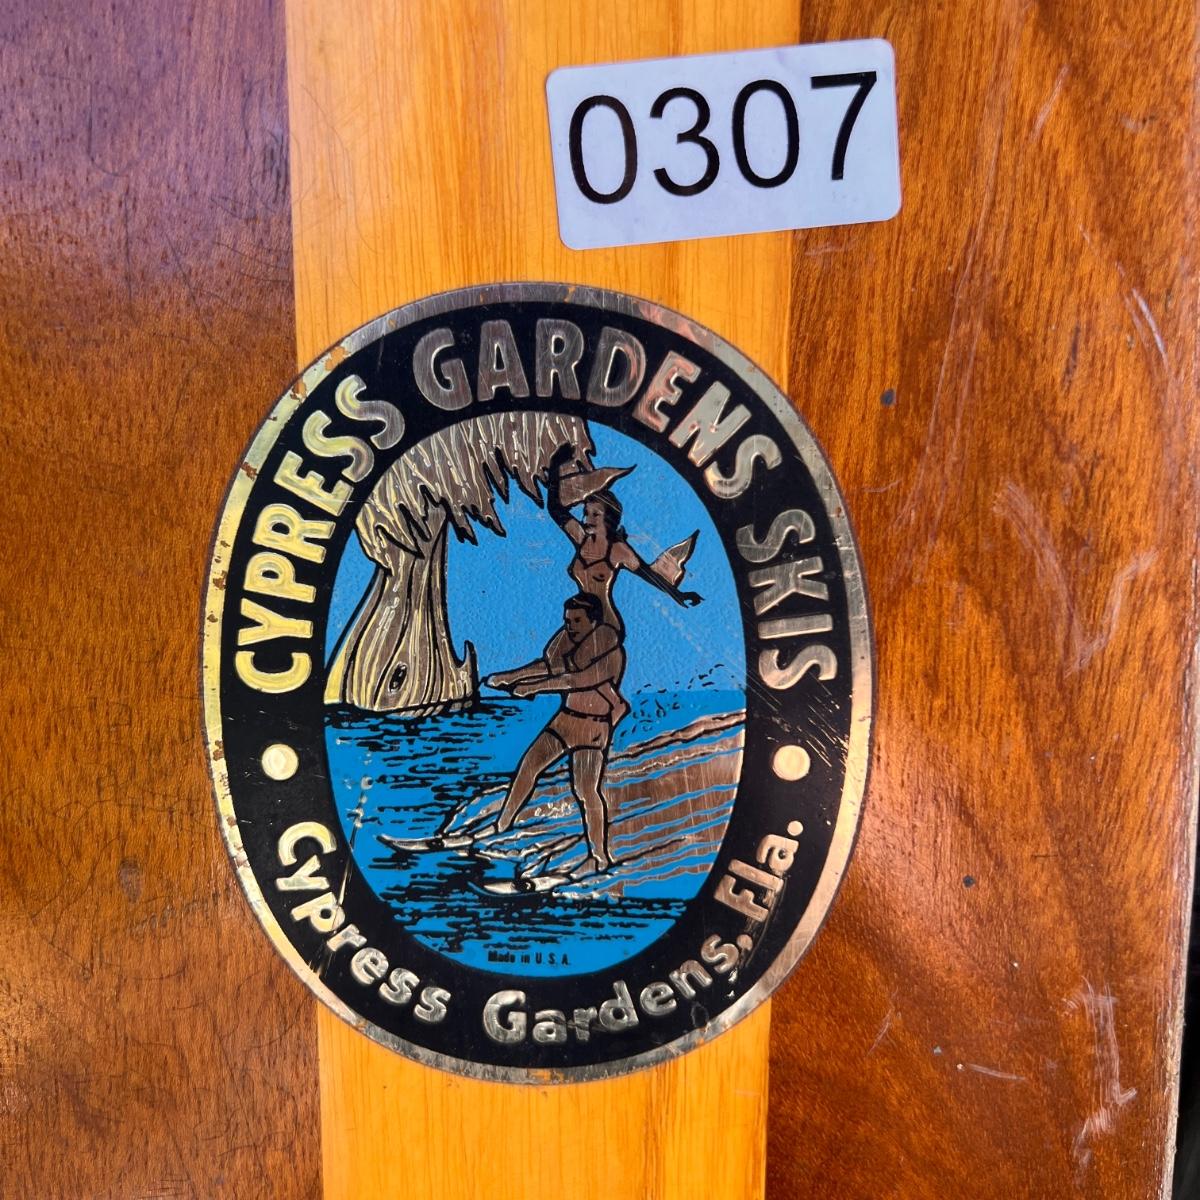 0307
CYPRESS GARDENS SKIS
Made in U.S.A.
Cypress Gardens, Fla.